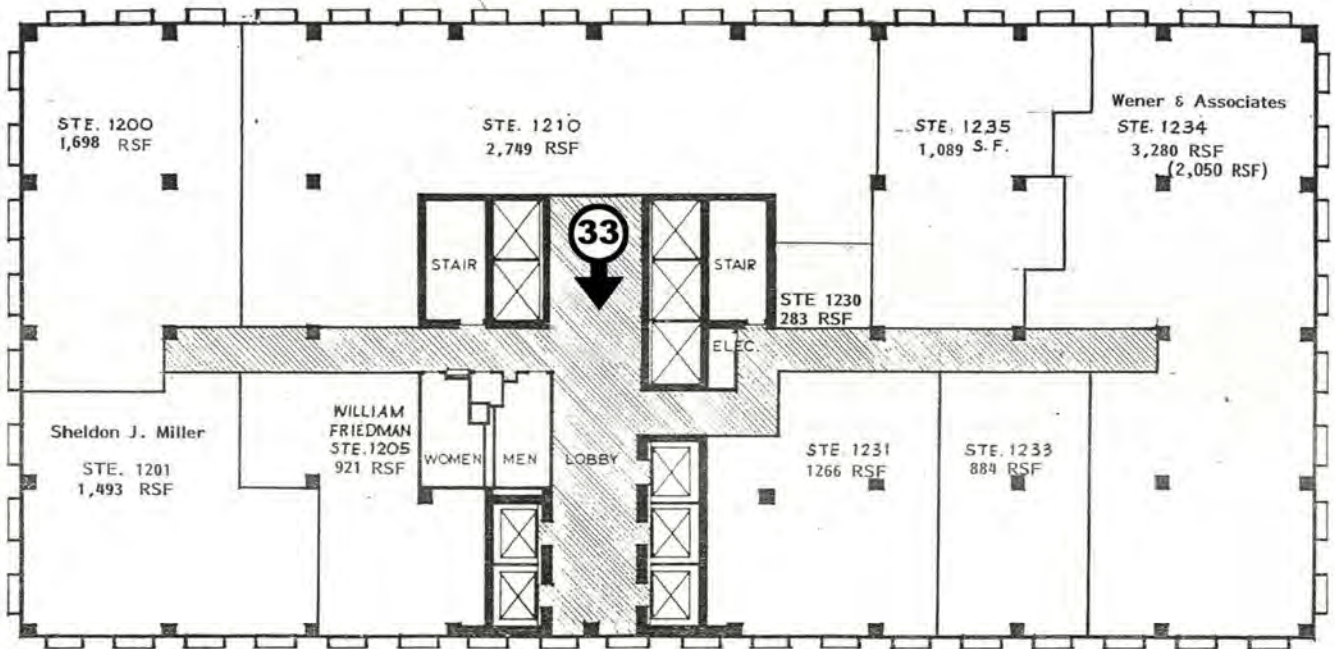 STE. 1200
1,698 RSF
STE. 1210
2,749 RSF
STE. 1235
1,089 S.F.
Wener & Associates
STE. 1234
3,280 RSF
(2,050 RSF)
33
STAIR
STAIR
STE 1230
283 RSF
ELEC.
Sheldon J. Miller
STE. 1201
1,493 RSF
WILLIAM
FRIEDMAN
STE. 1205
921 RSF
WOMEN
MEN
LOBBY
STE. 1231
1266 RSF
STE. 1233
884 RSF